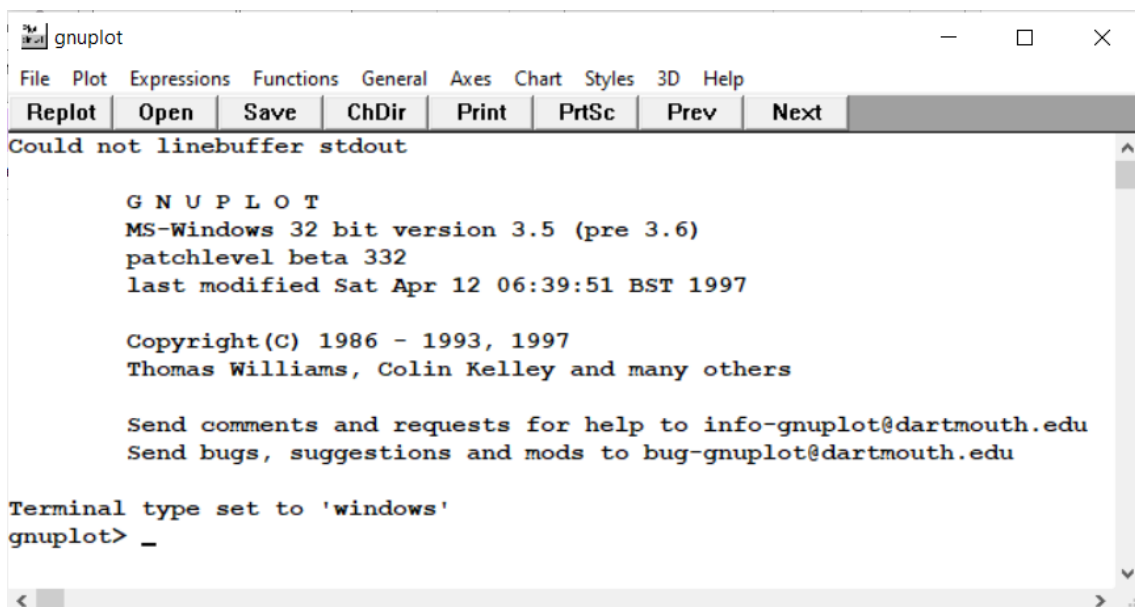 gnuplot
File Plot Expressions Functions General Axes Chart Styles 3D Help
Replot Open Save ChDir Print PrtSc Prev Next
Could not linebuffer stdout
G N U P L O T
MS-Windows 32 bit version 3.5 (pre 3.6)
patchlevel beta 332
last modified Sat Apr 12 06:39:51 BST 1997
Copyright(C) 1986 - 1993, 1997
Thomas Williams, Colin Kelley and many others
Send comments and requests for help to info-gnuplot@dartmouth.edu
Send bugs, suggestions and mods to bug-gnuplot@dartmouth.edu
Terminal type set to 'windows'
gnuplot> _